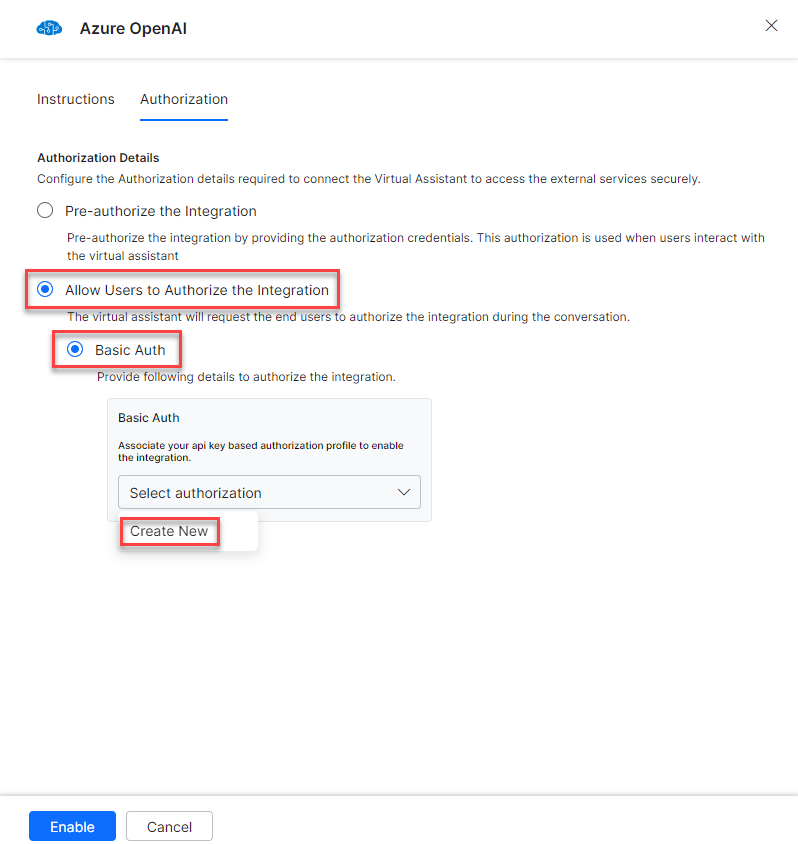 Azure OpenAI
Instructions
Authorization
Authorization Details
Configure the Authorization details required to connect the Virtual Assistant to access the external services securely.
Pre-authorize the Integration
Pre-authorize the integration by providing the authorization credentials. This authorization is used when users interact with
the virtual assistant
Allow Users to Authorize the Integration
The virtual assistant will request the end users to authorize the integration during the conversation.
Basic Auth
Provide following details to authorize the integration.
Basic Auth
Associate your api key based authorization profile to enable
the integration.
Select authorization
Create New
Enable
Cancel